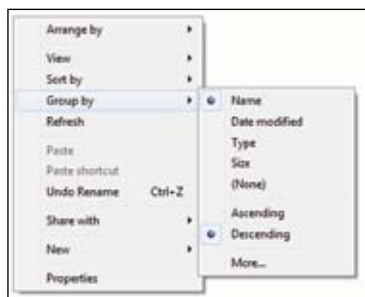 Arrange by
View
Sort by
Group by
Refresh
Paste
Paste shortcut
Undo Rename Ctrl+Z
Share with
New
Properties
Name
Date modified
Type
Size
(None)
Ascending
Descending
More...